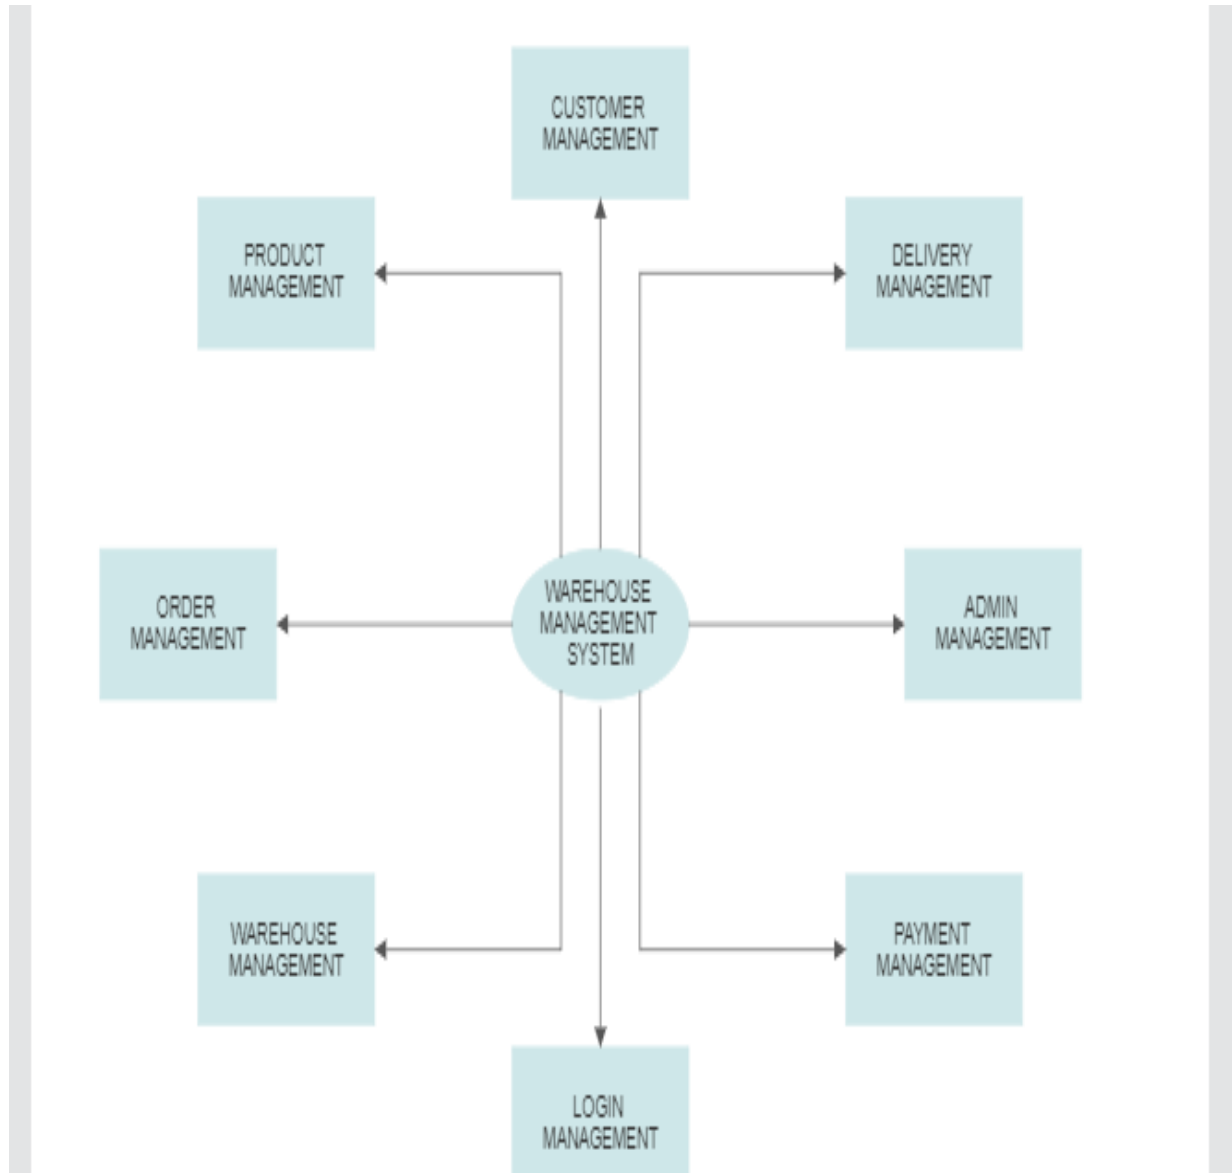 CUSTOMER
MANAGEMENT
PRODUCT
MANAGEMENT
DELIVERY
MANAGEMENT
ORDER
MANAGEMENT
WAREHOUSE
MANAGEMENT
SYSTEM
ADMIN
MANAGEMENT
WAREHOUSE
MANAGEMENT
PAYMENT
MANAGEMENT
LOGIN
MANAGEMENT